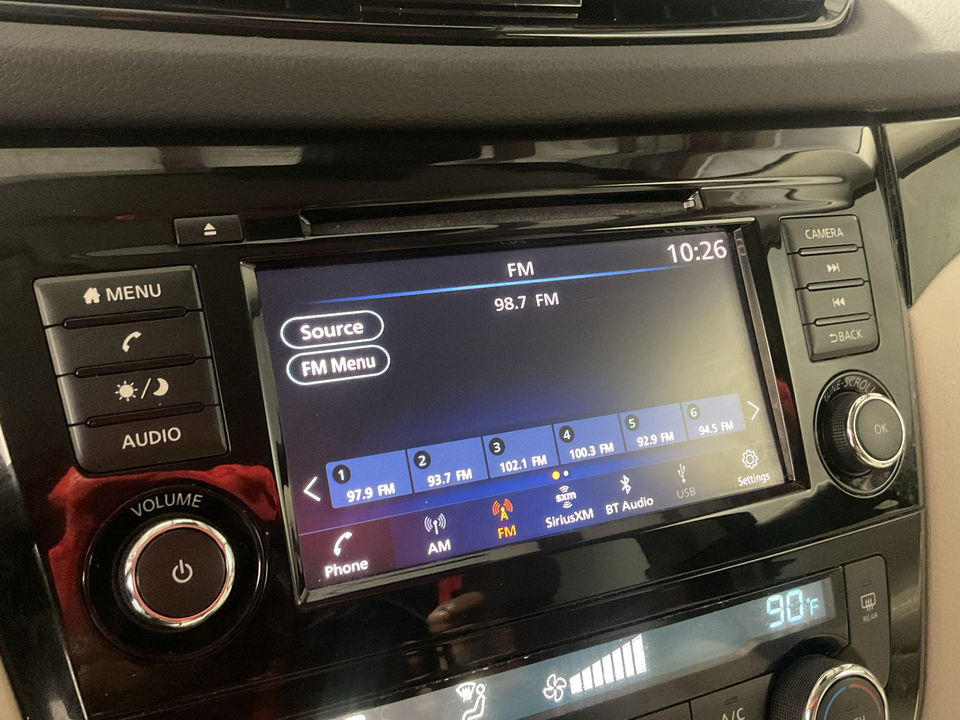 CAMERA
10:26
FM
MENU
98.7 FM
Source
BACK
FM Menu
AUDIO
TUNE·SCROLL
OK
1 97.9 FM
2 93.7 FM
3 102.1 FM
4 100.3 FM
5 92.9 FM
6 94.5 FM
VOLUME
Phone
AM
A
FM
sxm
SiriusXM
BT Audio
USB
Settings
90°F
REAR
A/C